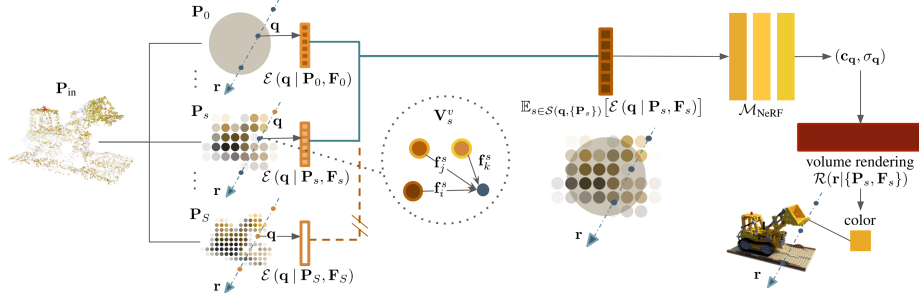 P_0
q
ℰ(q | P_0, F_0)
r
P_in
P_s
q
ℰ(q | P_s, F_s)
r
P_S
q
ℰ(q | P_S, F_S)
r
V_s^v
f_j^s
f_k^s
f_i^s
𝔼_{s∈𝒮(q,{P_s})}[ℰ(q | P_s, F_s)]
r
ℳ_NeRF
(c_q, σ_q)
volume rendering
ℛ(r|{P_s, F_s})
color
r